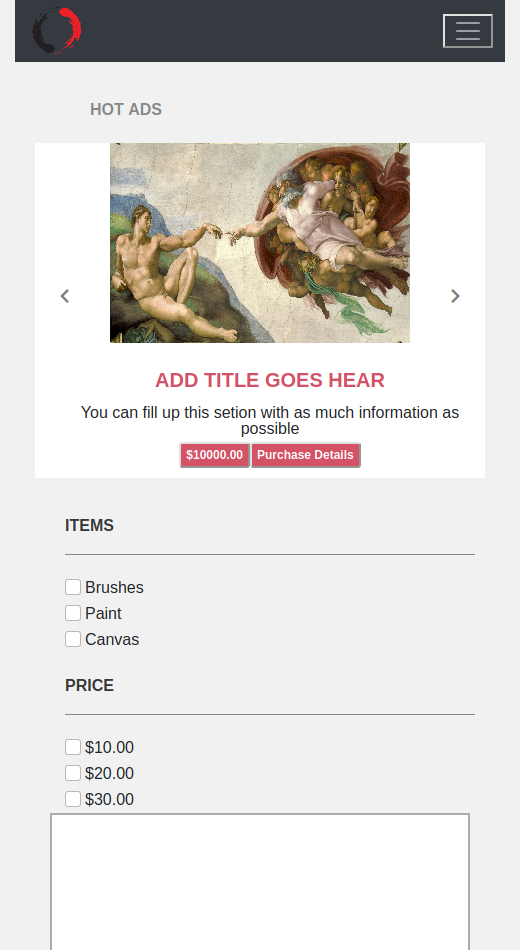 HOT ADS
ADD TITLE GOES HEAR
You can fill up this setion with as much information as
possible
$10000.00 Purchase Details
ITEMS
Brushes
Paint
Canvas
PRICE
$10.00
$20.00
$30.00